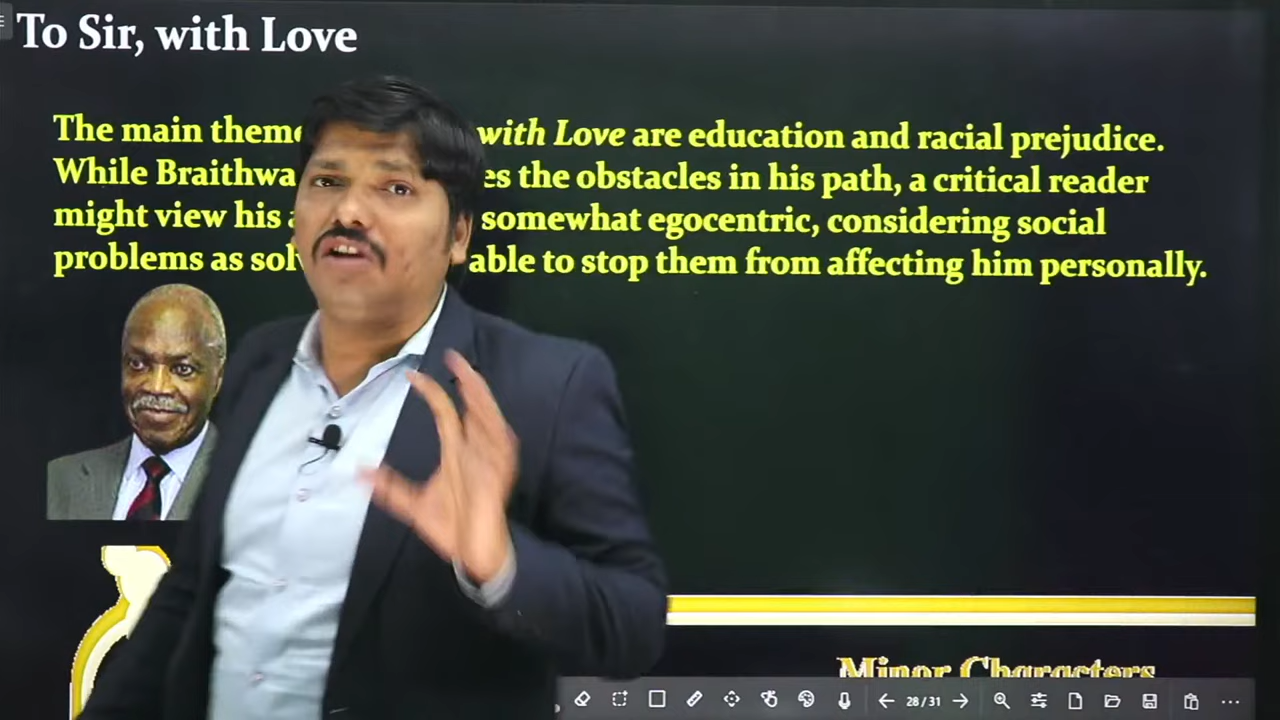 To Sir, with Love
The main theme with Love are education and racial prejudice.
While Braithwa es the obstacles in his path, a critical reader
might view his somewhat egocentric, considering social
problems as sol able to stop them from affecting him personally.
Minor Characters
28/31